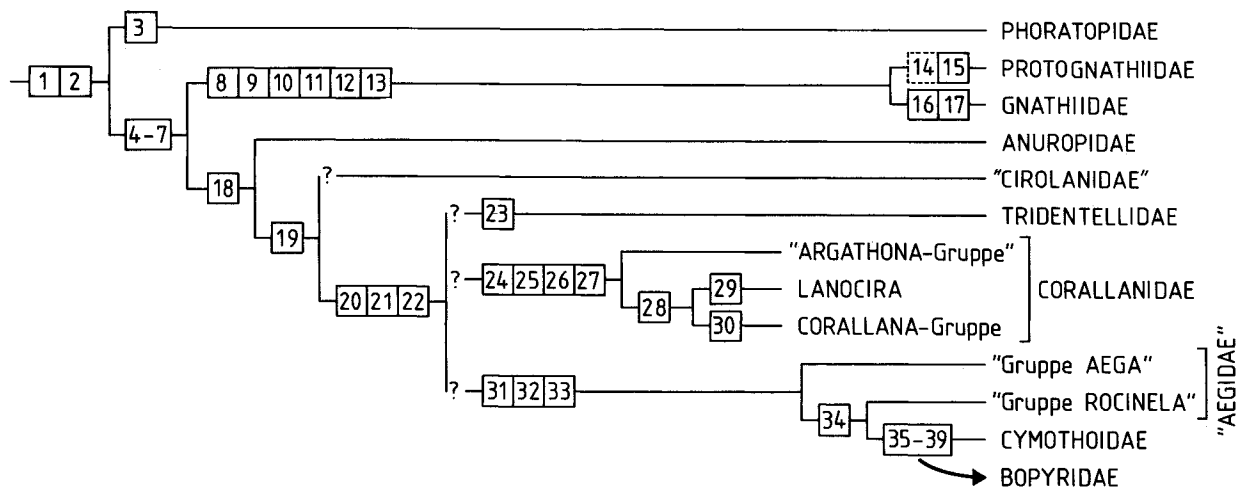 3 PHORATOPIDAE
1 2 8 9 10 11 12 13 14 15 PROTOGNATHIIDAE
16 17 GNATHIIDAE
4-7
ANUROPIDAE
18 ? "CIROLANIDAE"
? 23 TRIDENTELLIDAE
19
"ARGATHONA-Gruppe"
? 24 25 26 27
29 LANOCIRA CORALLANIDAE
20 21 22 28
30 CORALLANA-Gruppe
"Gruppe AEGA"
? 31 32 33
"Gruppe ROCINELA" "AEGIDAE"
34
35-39 CYMOTHOIDAE
BOPYRIDAE